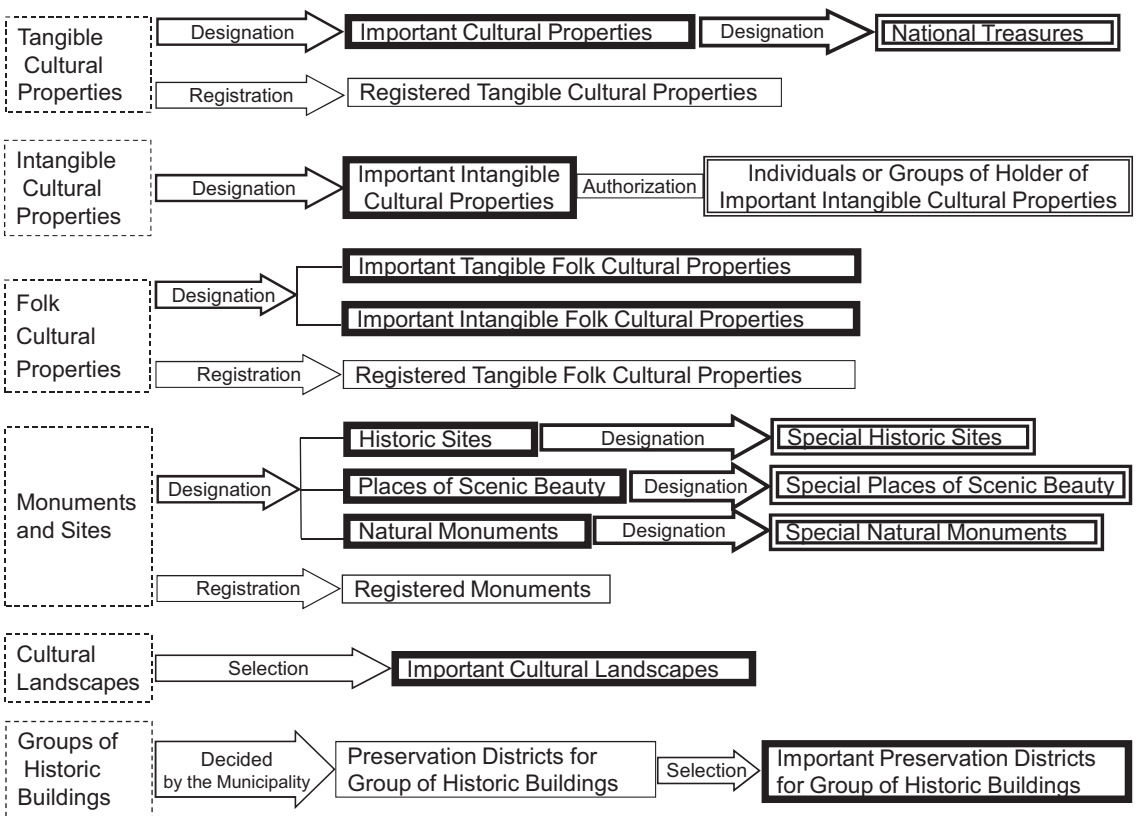 Tangible
Cultural
Properties
Designation
Important Cultural Properties
Designation
National Treasures
Registration
Registered Tangible Cultural Properties
Intangible
Cultural
Properties
Designation
Important Intangible
Cultural Properties
Authorization
Individuals or Groups of Holder of
Important Intangible Cultural Properties
Folk
Cultural
Properties
Designation
Important Tangible Folk Cultural Properties
Important Intangible Folk Cultural Properties
Registration
Registered Tangible Folk Cultural Properties
Monuments
and Sites
Designation
Historic Sites
Designation
Special Historic Sites
Places of Scenic Beauty
Designation
Special Places of Scenic Beauty
Natural Monuments
Designation
Special Natural Monuments
Registration
Registered Monuments
Cultural
Landscapes
Selection
Important Cultural Landscapes
Groups of
Historic
Buildings
Decided
by the Municipality
Preservation Districts for
Group of Historic Buildings
Selection
Important Preservation Districts
for Group of Historic Buildings